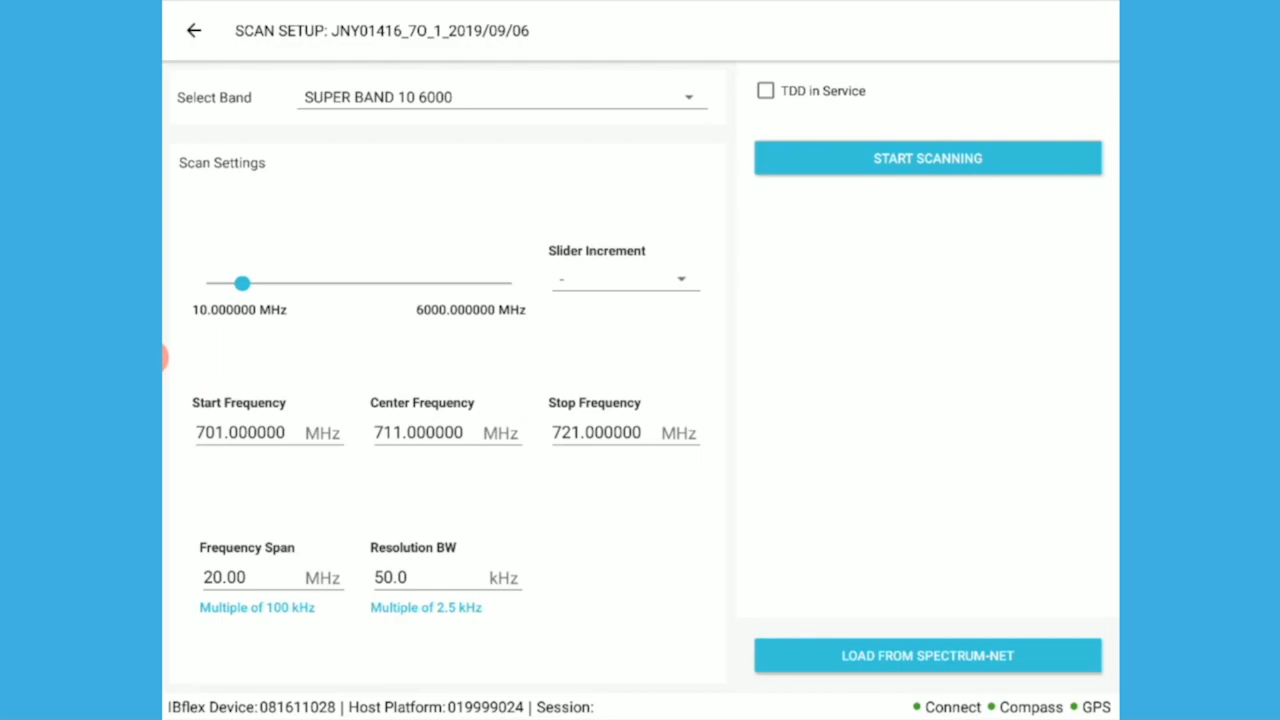 SCAN SETUP: JNY01416_7O_1_2019/09/06
Select Band
SUPER BAND 10 6000
TDD in Service
START SCANNING
Scan Settings
Slider Increment
-
10.000000 MHz
6000.000000 MHz
Start Frequency
Center Frequency
Stop Frequency
701.000000 MHz
711.000000 MHz
721.000000 MHz
Frequency Span
Resolution BW
20.00 MHz
50.0 kHz
Multiple of 100 kHz
Multiple of 2.5 kHz
LOAD FROM SPECTRUM-NET
IBflex Device: 081611028 | Host Platform: 019999024 | Session:
Connect
Compass
GPS